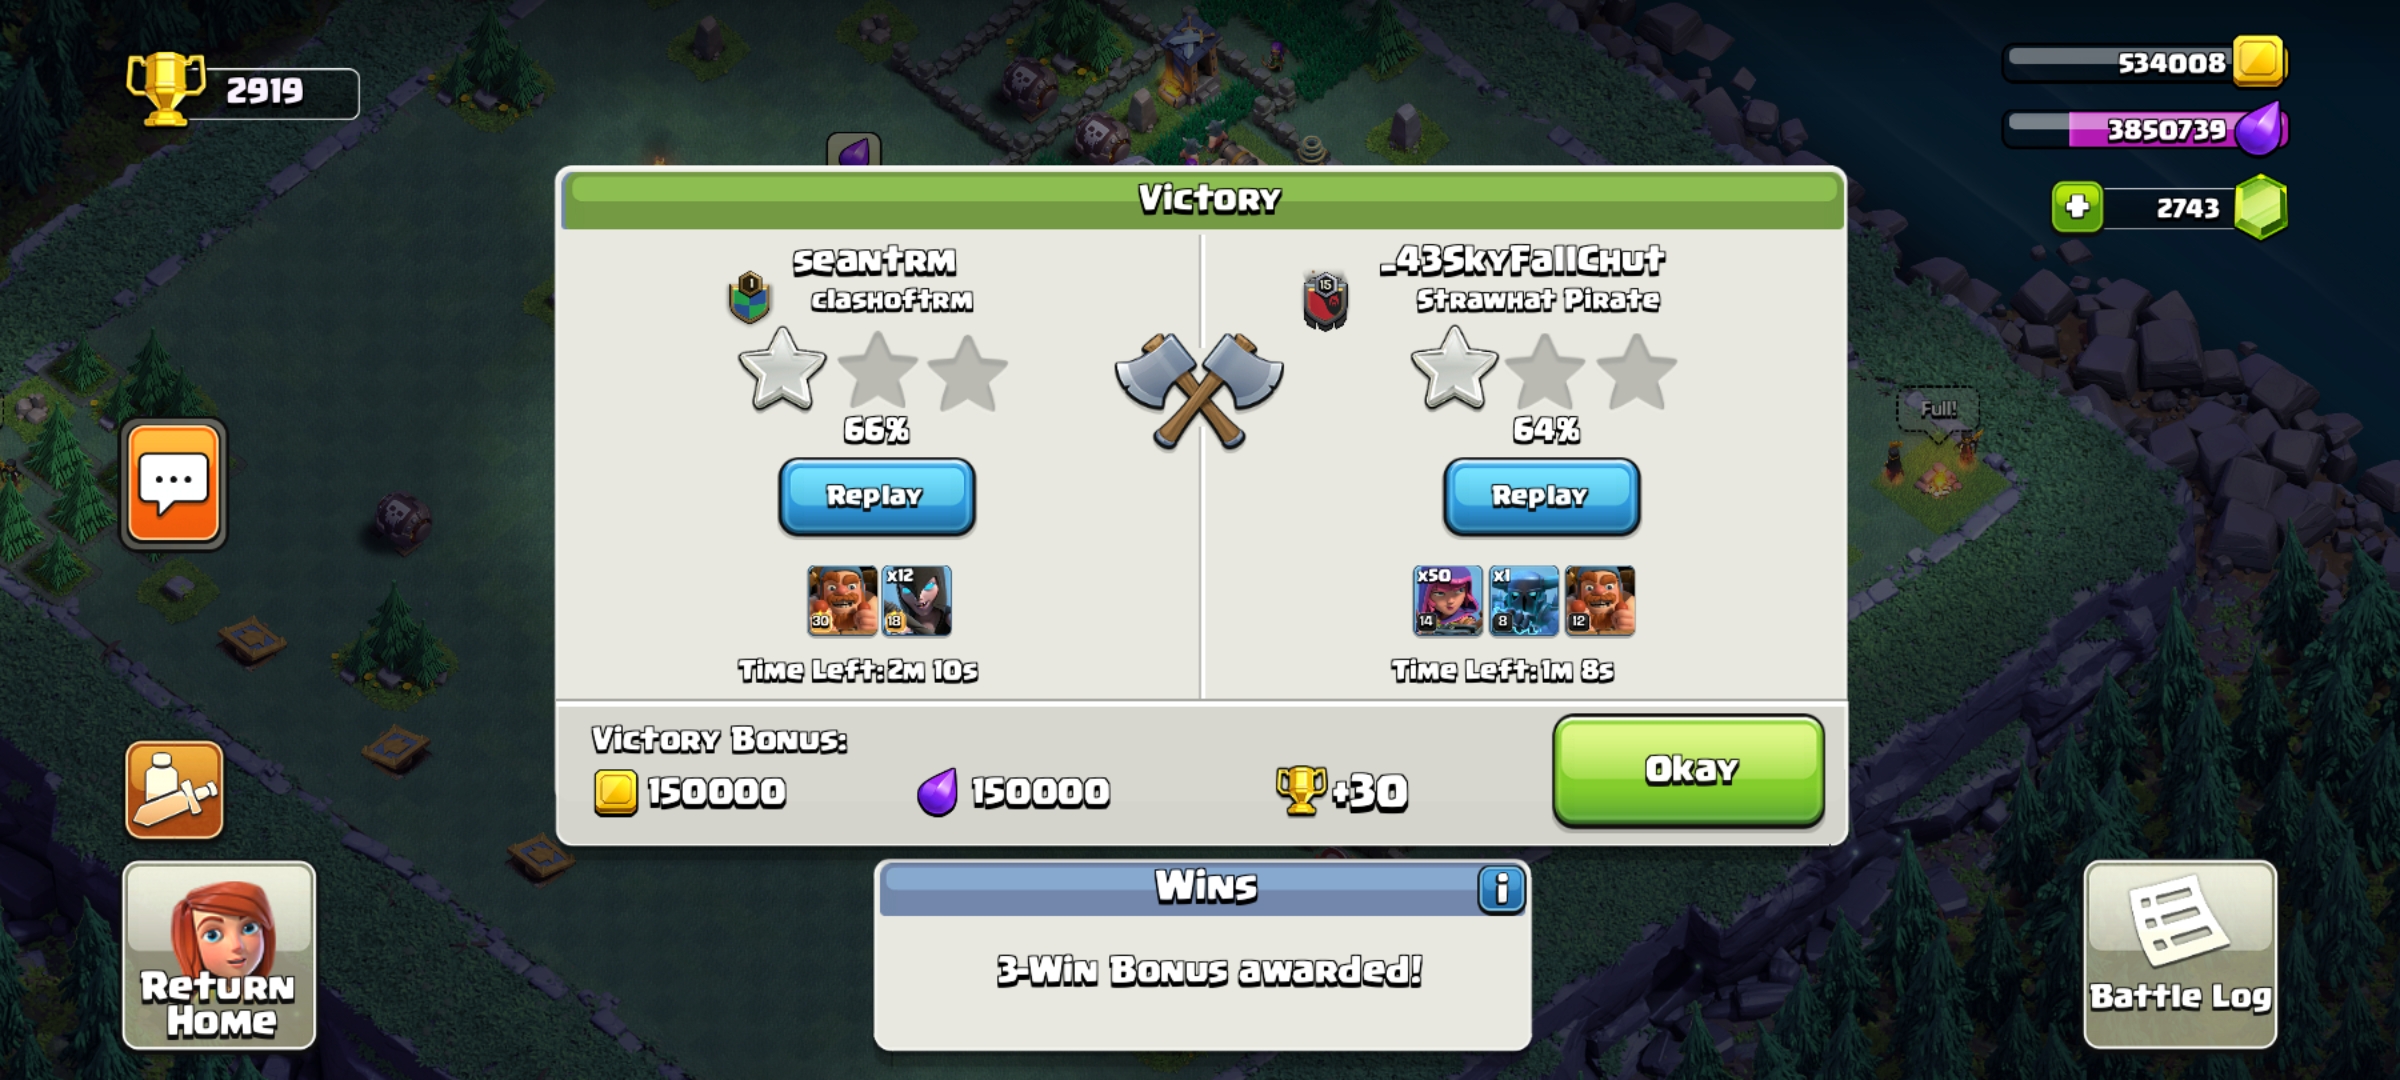 2919
534008
3850739
2743
Victory
seantrm
clashoftrm
1
66%
Replay
30
x12
18
Time Left: 2m 10s
_43SkyFallChut
Strawhat Pirate
15
64%
Replay
x50
14
x1
8
12
Time Left: 1m 8s
Full!
Victory Bonus:
150000
150000
+30
Okay
Wins
i
3-Win Bonus awarded!
Return
Home
Battle Log